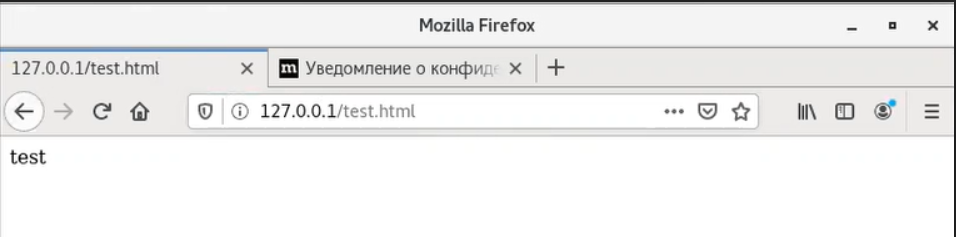 Mozilla Firefox
127.0.0.1/test.html
m Уведомление о конфиде
127.0.0.1/test.html
test